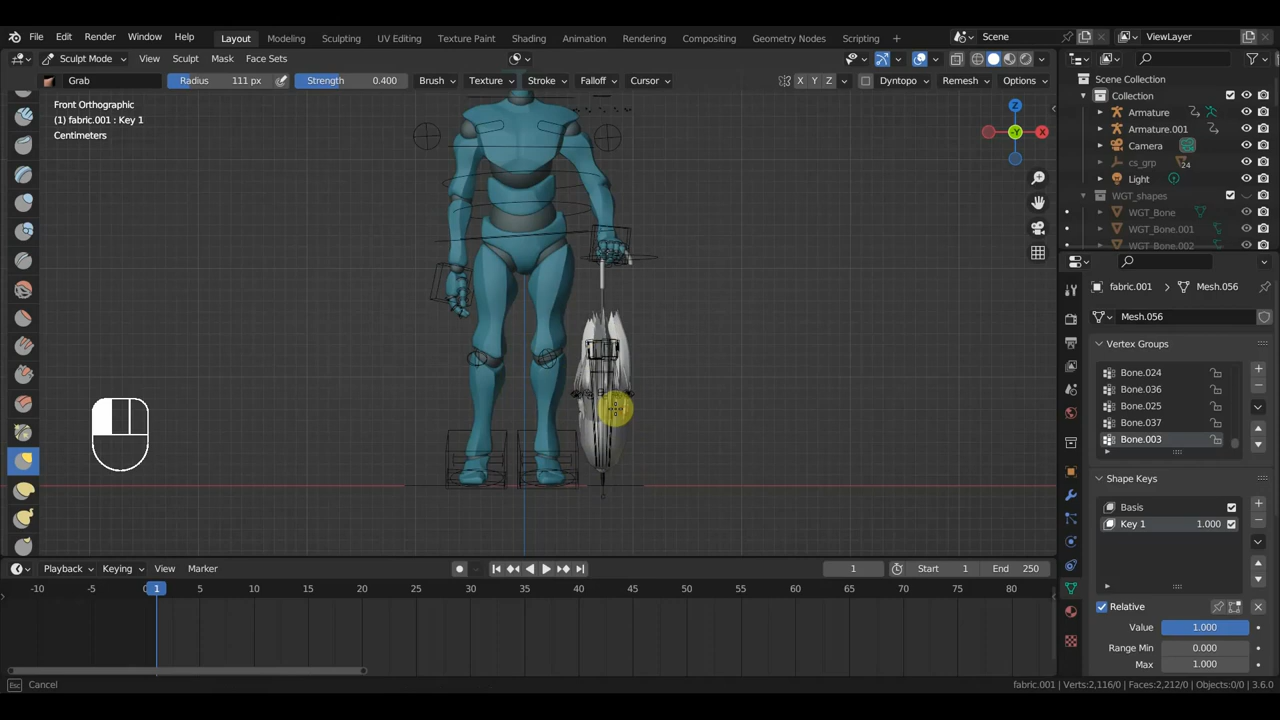 File Edit Render Window Help Layout Modeling Sculpting UV Editing Texture Paint Shading Animation Rendering Compositing Geometry Nodes Scripting Scene ViewLayer
Sculpt Mode View Sculpt Mask Face Sets
Grab Radius 111 px Strength 0.400 Brush Texture Stroke Falloff Cursor X Y Z Dyntopo Remesh Options
Front Orthographic
(1) fabric.001 : Key 1
Centimeters
Z
X
-Y
Scene Collection
Collection
Armature
Armature.001
Camera
cs_grp 24
Light
WGT_shapes
WGT_Bone
WGT_Bone.001
WGT_Bone.002
fabric.001 > Mesh.056
Mesh.056
Vertex Groups
Bone.024
Bone.036
Bone.025
Bone.037
Bone.003
Shape Keys
Basis
Key 1 1.000
Relative
Value 1.000
Range Min 0.000
Max 1.000
Playback Keying View Marker 1 Start 1 End 250
-10 -5 0 1 5 10 15 20 25 30 35 40 45 50 55 60 65 70 75 80
Esc Cancel fabric.001 | Verts:2,116/0 | Faces:2,212/0 | Objects:0/0 | 3.6.0